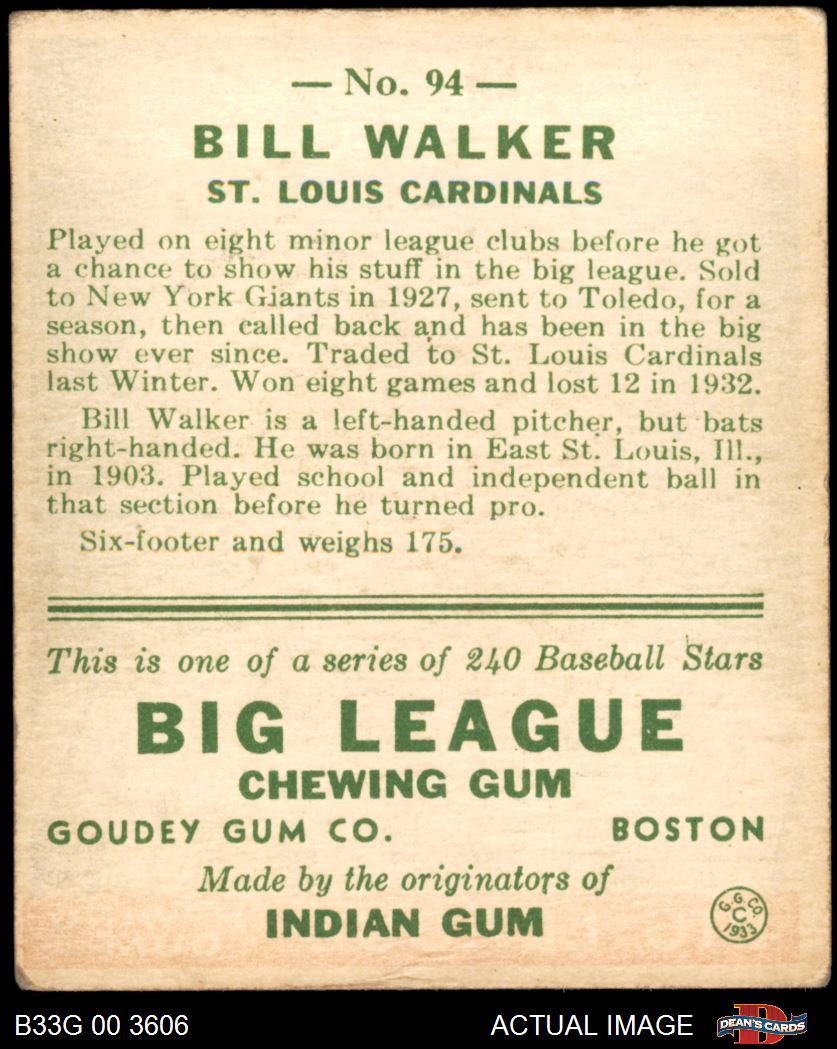 — No. 94 —
BILL WALKER
ST. LOUIS CARDINALS
Played on eight minor league clubs before he got
a chance to show his stuff in the big league. Sold
to New York Giants in 1927, sent to Toledo, for a
season, then called back and has been in the big
show ever since. Traded to St. Louis Cardinals
last Winter. Won eight games and lost 12 in 1932.
Bill Walker is a left-handed pitcher, but bats
right-handed. He was born in East St. Louis, Ill.,
in 1903. Played school and independent ball in
that section before he turned pro.
Six-footer and weighs 175.
This is one of a series of 240 Baseball Stars
BIG LEAGUE
CHEWING GUM
GOUDEY GUM CO. BOSTON
Made by the originators of
INDIAN GUM
G. G. CO.
C
1933
B33G 00 3606 ACTUAL IMAGE
D
DEAN'S CARDS